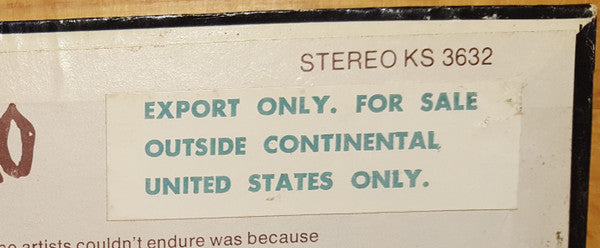 STEREO KS 3632
EXPORT ONLY. FOR SALE
OUTSIDE CONTINENTAL
UNITED STATES ONLY.
artists couldn't endure was because